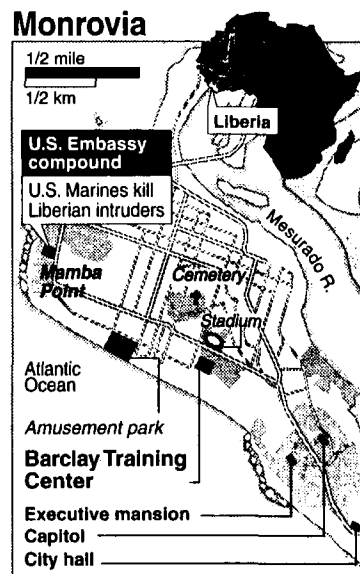 Monrovia
1/2 mile
1/2 km
Liberia
U.S. Embassy
compound
U.S. Marines kill
Liberian intruders
Mesurado R.
Mamba
Point
Cemetery
Stadium
Atlantic
Ocean
Amusement park
Barclay Training
Center
Executive mansion
Capitol
City hall